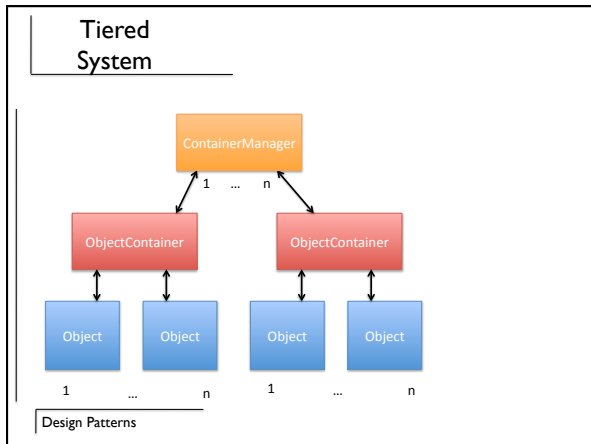 Tiered
System
ContainerManager
1 ... n
ObjectContainer ObjectContainer
Object Object Object Object
1 ... n 1 ... n
Design Patterns